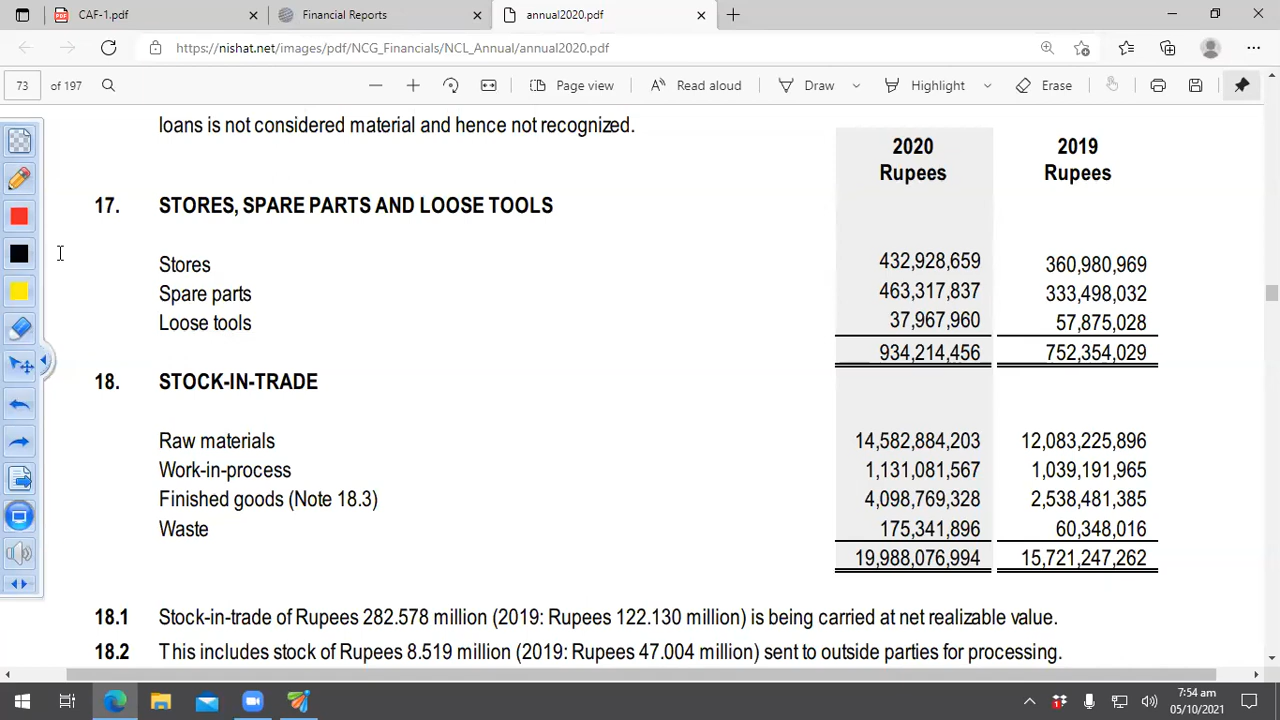 CAF-1.pdf
Financial Reports
annual2020.pdf
https://nishat.net/images/pdf/NCG_Financials/NCL_Annual/annual2020.pdf
73 of 197
Page view
Read aloud
Draw
Highlight
Erase
loans is not considered material and hence not recognized.
2020 2019
Rupees Rupees
17. STORES, SPARE PARTS AND LOOSE TOOLS
Stores 432,928,659 360,980,969
Spare parts 463,317,837 333,498,032
Loose tools 37,967,960 57,875,028
934,214,456 752,354,029
18. STOCK-IN-TRADE
Raw materials 14,582,884,203 12,083,225,896
Work-in-process 1,131,081,567 1,039,191,965
Finished goods (Note 18.3) 4,098,769,328 2,538,481,385
Waste 175,341,896 60,348,016
19,988,076,994 15,721,247,262
18.1 Stock-in-trade of Rupees 282.578 million (2019: Rupees 122.130 million) is being carried at net realizable value.
18.2 This includes stock of Rupees 8.519 million (2019: Rupees 47.004 million) sent to outside parties for processing.
7:54 am
05/10/2021